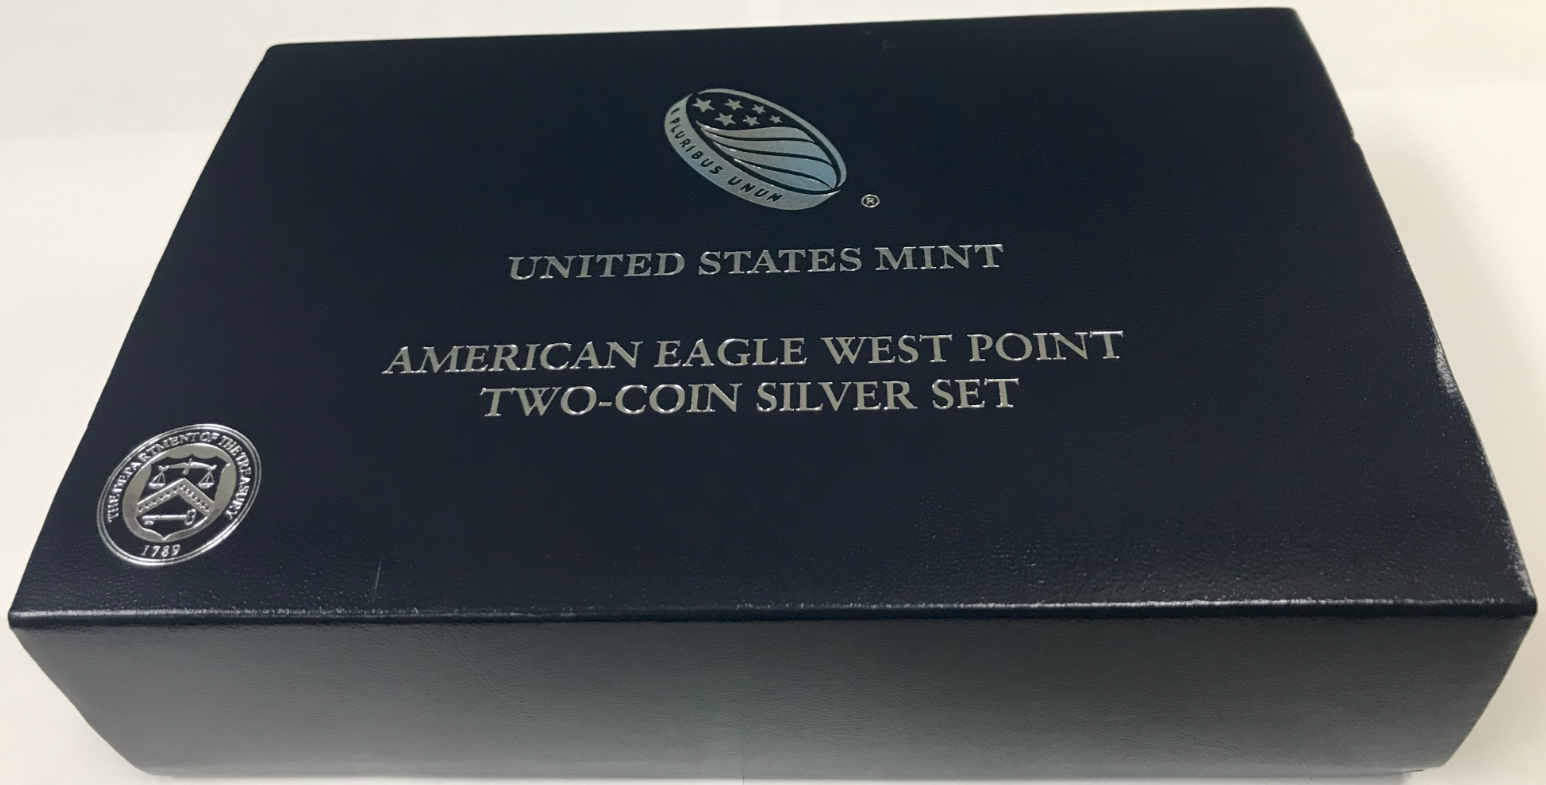 E PLURIBUS UNUM
®
UNITED STATES MINT
AMERICAN EAGLE WEST POINT
TWO-COIN SILVER SET
THE DEPARTMENT OF THE TREASURY
1789